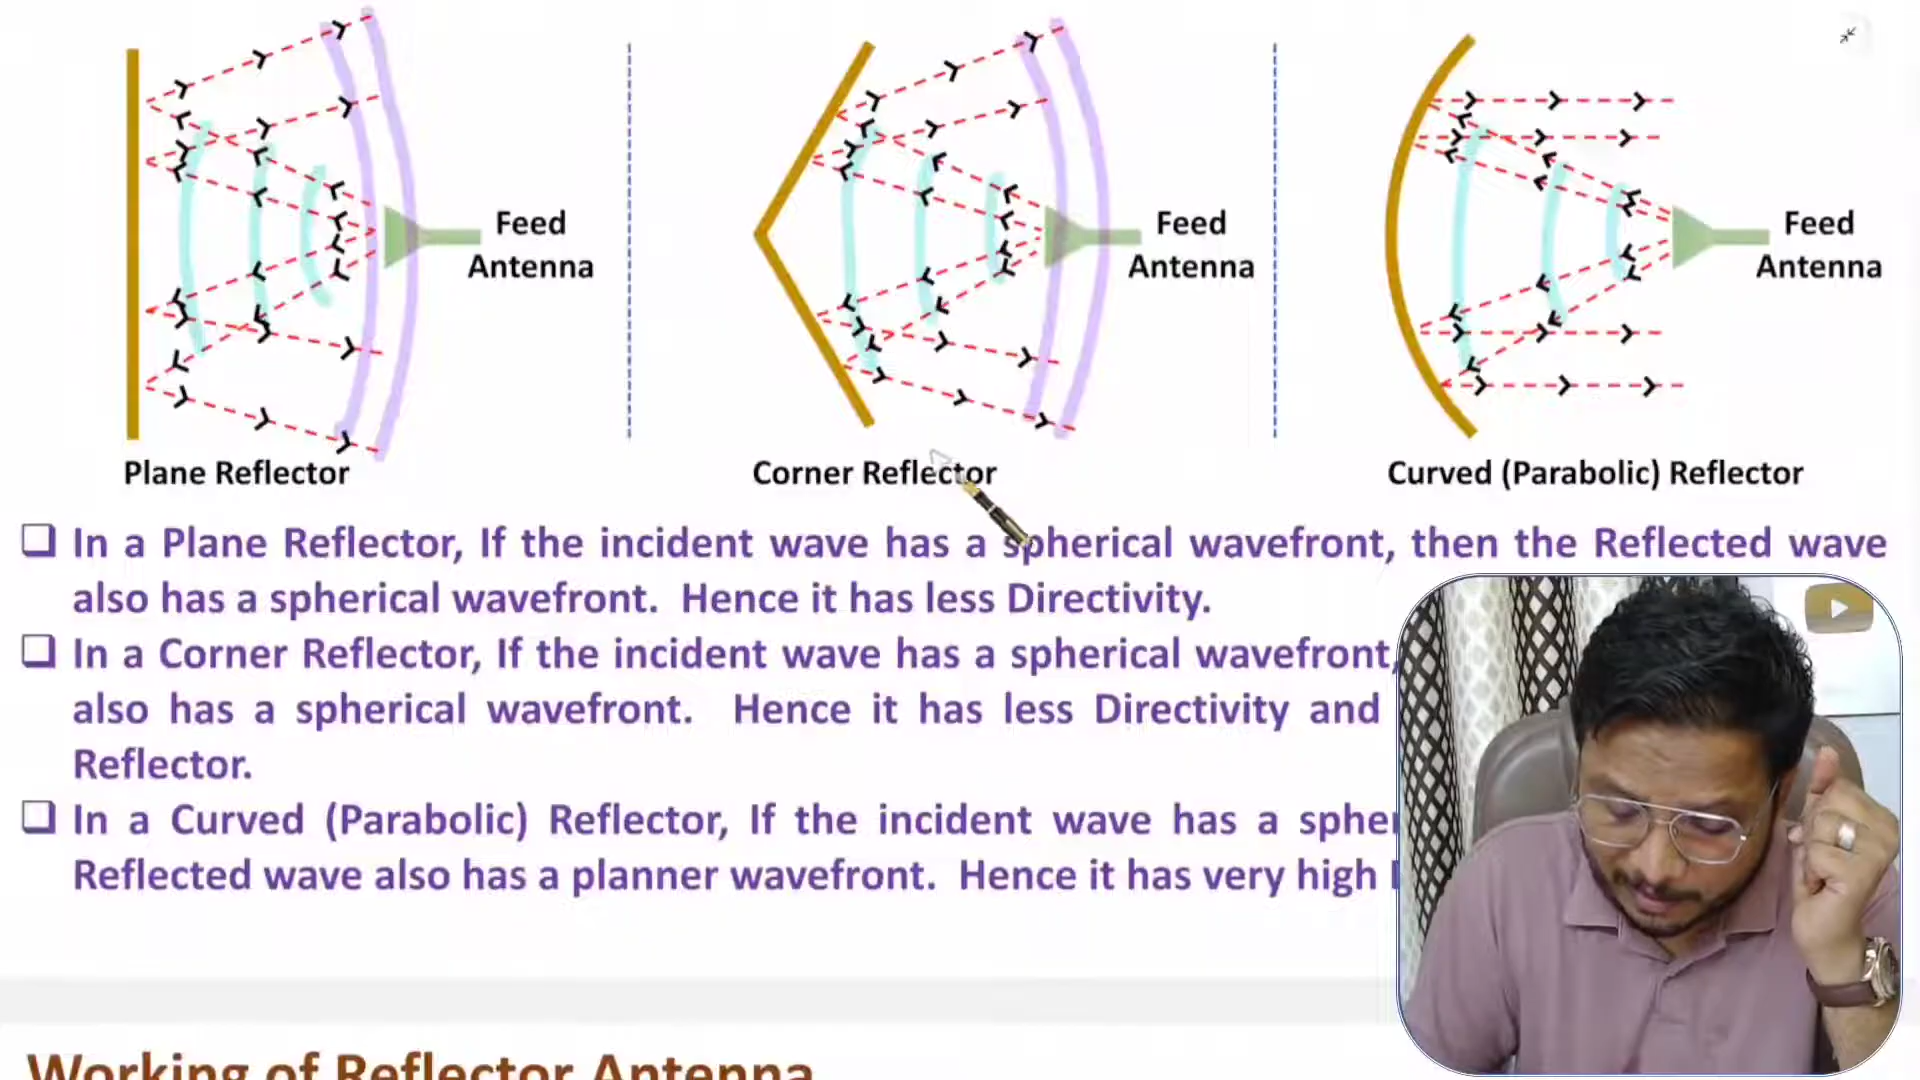 Feed
Antenna
Feed
Antenna
Feed
Antenna
Plane Reflector
Corner Reflector
Curved (Parabolic) Reflector
❑ In a Plane Reflector, If the incident wave has a spherical wavefront, then the Reflected wave
also has a spherical wavefront. Hence it has less Directivity.
❑ In a Corner Reflector, If the incident wave has a spherical wavefront,
also has a spherical wavefront. Hence it has less Directivity and
Reflector.
❑ In a Curved (Parabolic) Reflector, If the incident wave has a spher
Reflected wave also has a planner wavefront. Hence it has very high
Working of Reflector Antenna